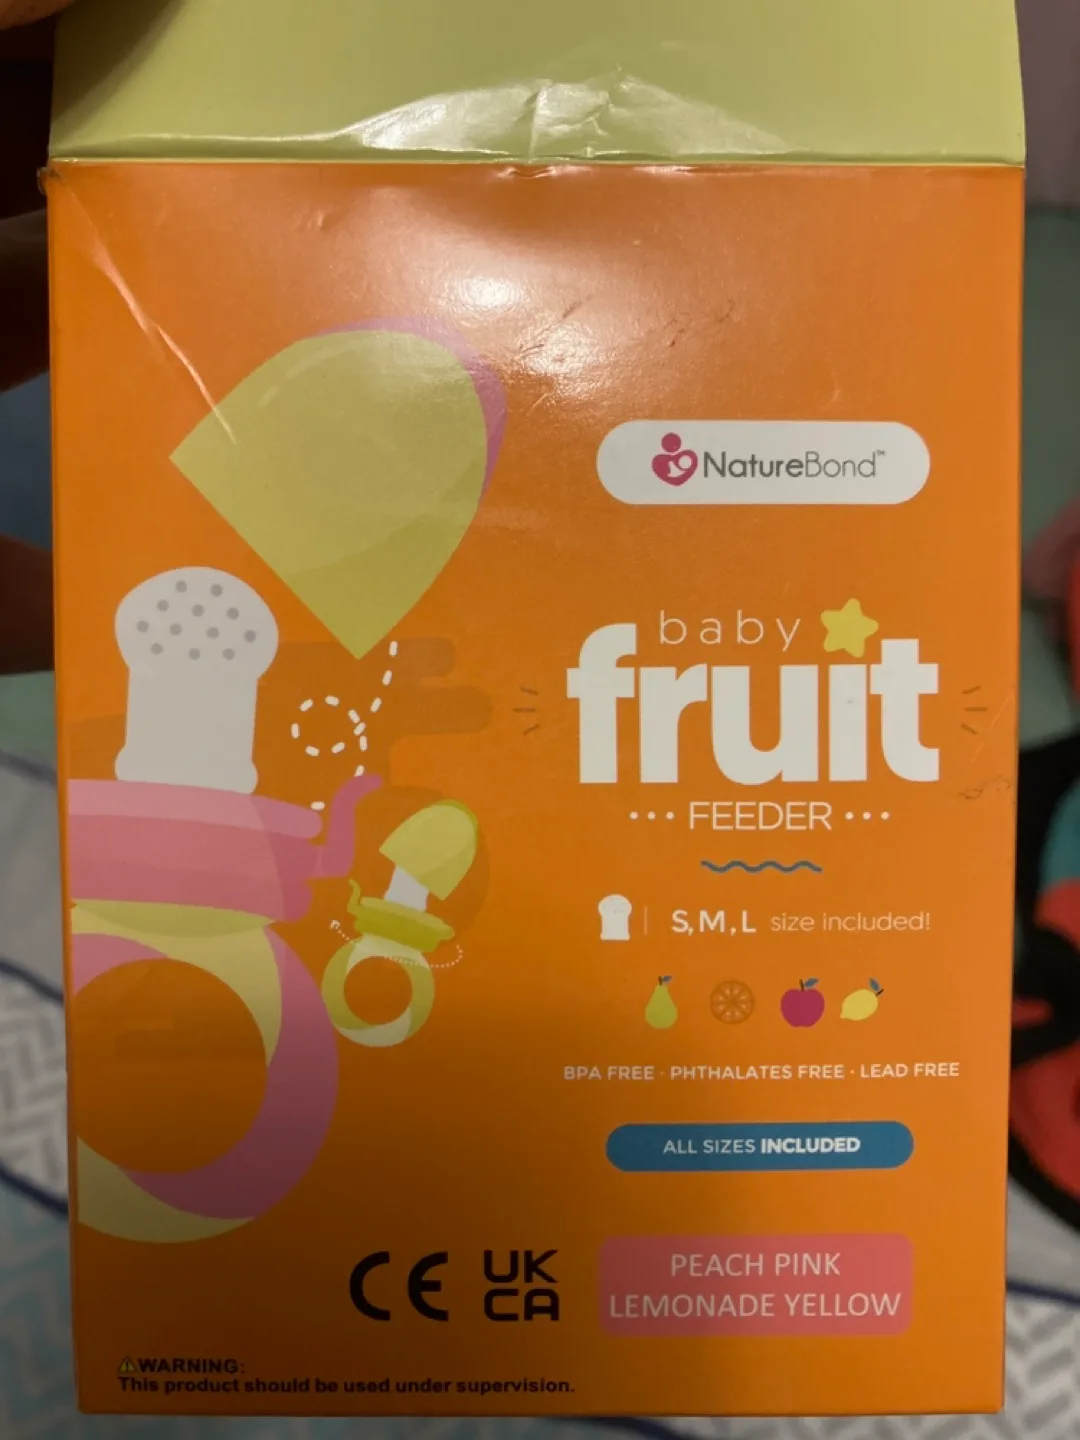 NatureBond™
baby
fruit
••• FEEDER •••
S, M, L size included!
BPA FREE · PHTHALATES FREE · LEAD FREE
ALL SIZES INCLUDED
CE UK
CA
PEACH PINK
LEMONADE YELLOW
⚠WARNING:
This product should be used under supervision.